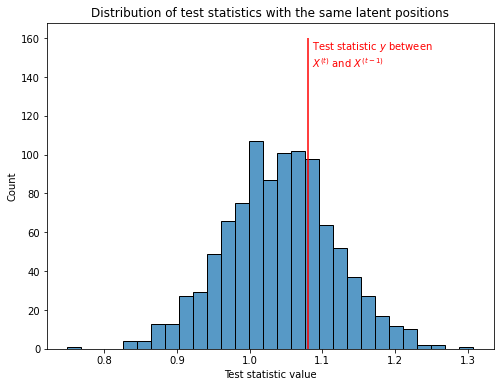 Distribution of test statistics with the same latent positions
160
140
120
100
80
60
40
20
0
Count
Test statistic y between
X^(t) and X^(t−1)
0.8 0.9 1.0 1.1 1.2 1.3
Test statistic value